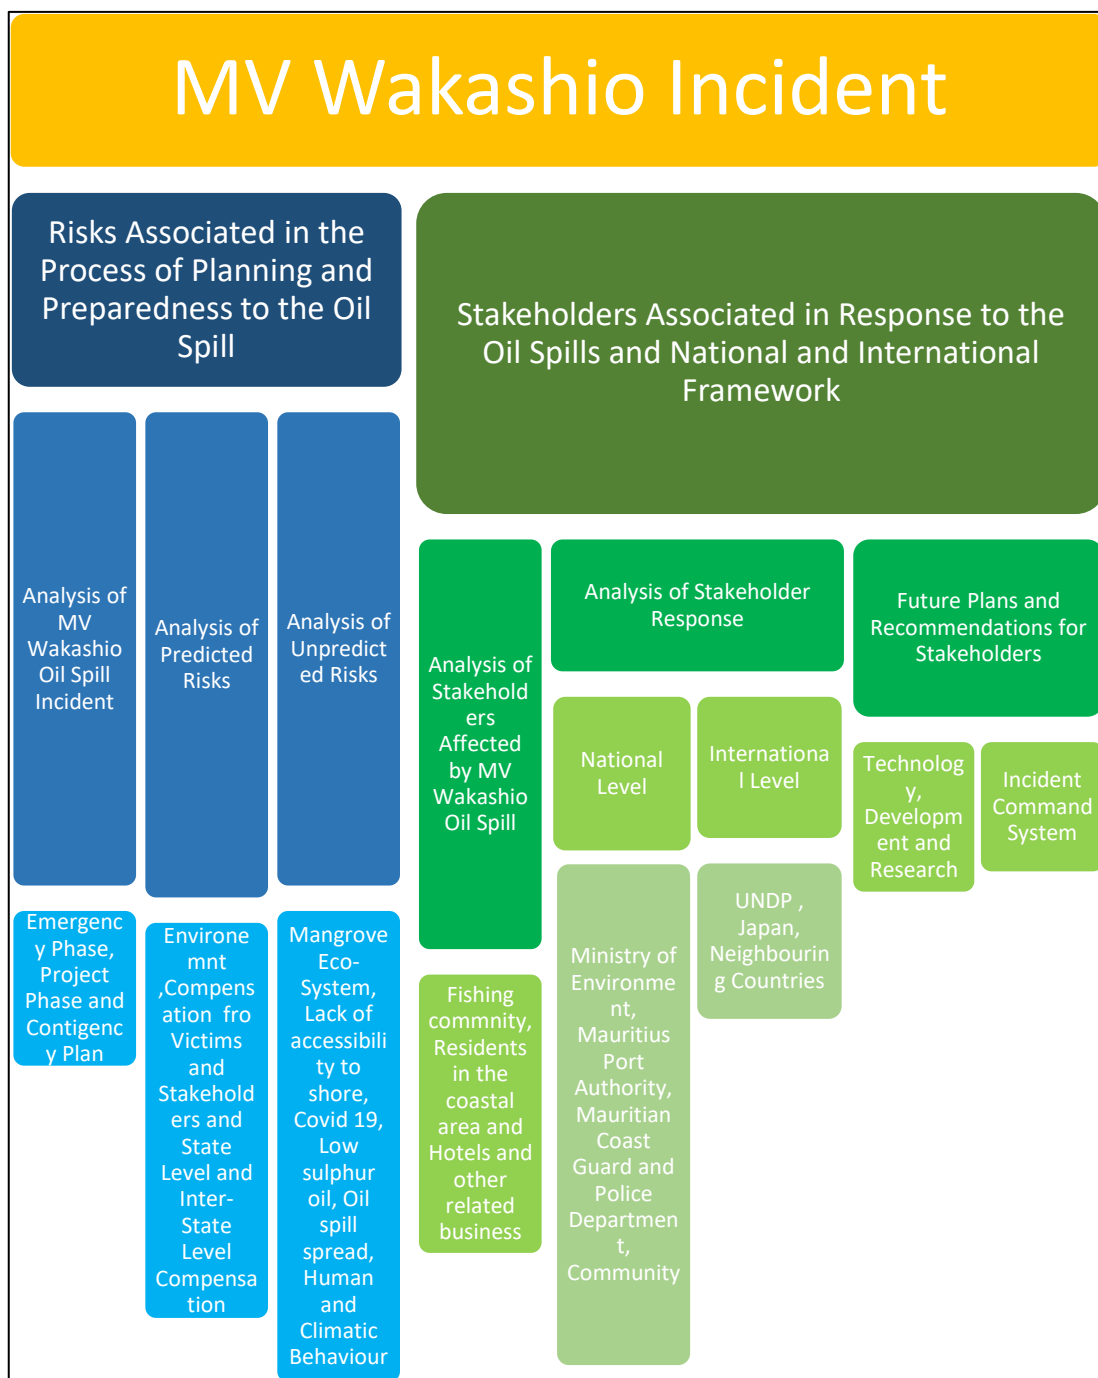 MV Wakashio Incident
Risks Associated in the
Process of Planning and
Preparedness to the Oil
Spill
Analysis of
MV
Wakashio
Oil Spill
Incident
Emergenc
y Phase,
Project
Phase and
Contigenc
y Plan
Analysis of
Predicted
Risks
Environe
mnt
,Compens
ation fro
Victims
and
Stakehold
ers and
State
Level and
Inter-
State
Level
Compensa
tion
Analysis of
Unpredict
ed Risks
Mangrove
Eco-
System,
Lack of
accessibili
ty to
shore,
Covid 19,
Low
sulphur
oil, Oil
spill
spread,
Human
and
Climatic
Behaviour
Stakeholders Associated in Response to the
Oil Spills and National and International
Framework
Analysis of
Stakehold
ers
Affected
by MV
Wakashio
Oil Spill
Fishing
commnity,
Residents
in the
coastal
area and
Hotels and
other
related
business
Analysis of Stakeholder
Response
National
Level
Ministry of
Environme
nt,
Mauritius
Port
Authority,
Mauritian
Coast
Guard and
Police
Departmen
t,
Community
Internationa
l Level
UNDP ,
Japan,
Neighbourin
g Countries
Future Plans and
Recommendations for
Stakeholders
Technolog
y,
Developm
ent and
Research
Incident
Command
System